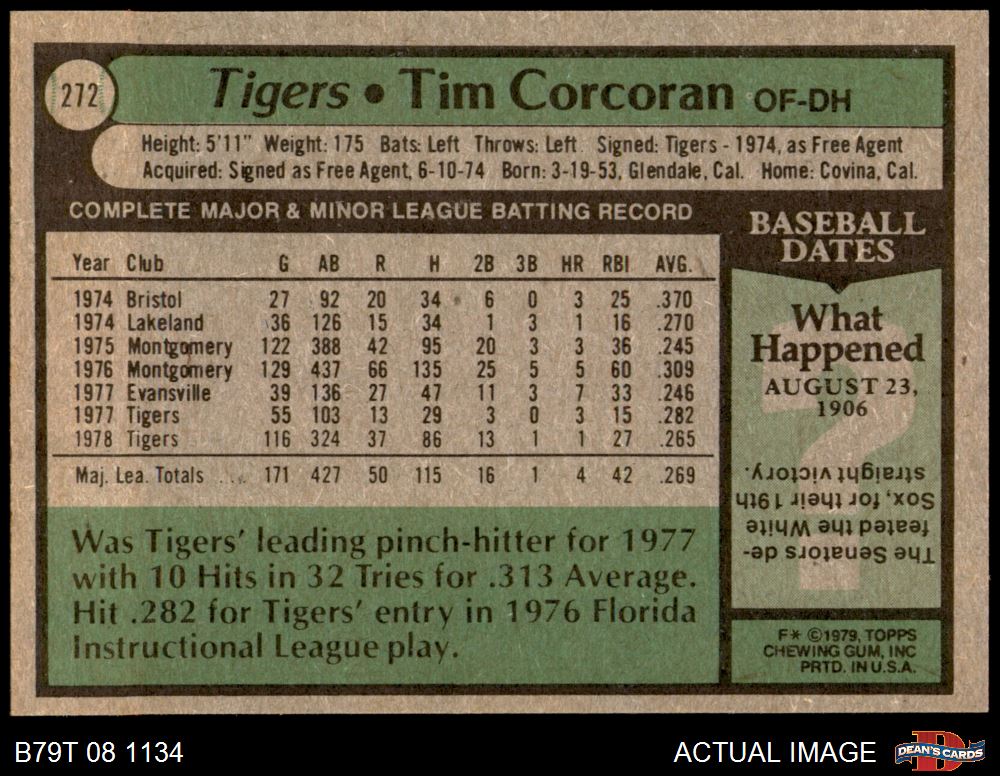 272
Tigers • Tim Corcoran OF-DH
Height: 5'11" Weight: 175 Bats: Left Throws: Left Signed: Tigers - 1974, as Free Agent
Acquired: Signed as Free Agent, 6-10-74 Born: 3-19-53, Glendale, Cal. Home: Covina, Cal.
COMPLETE MAJOR & MINOR LEAGUE BATTING RECORD
Year Club G AB R H 2B 3B HR RBI AVG.
1974 Bristol 27 92 20 34 6 0 3 25 .370
1974 Lakeland 36 126 15 34 1 3 1 16 .270
1975 Montgomery 122 388 42 95 20 3 3 36 .245
1976 Montgomery 129 437 66 135 25 5 5 60 .309
1977 Evansville 39 136 27 47 11 3 7 33 .246
1977 Tigers 55 103 13 29 3 0 3 15 .282
1978 Tigers 116 324 37 86 13 1 1 27 .265
Maj. Lea. Totals ... 171 427 50 115 16 1 4 42 .269
Was Tigers' leading pinch-hitter for 1977
with 10 Hits in 32 Tries for .313 Average.
Hit .282 for Tigers' entry in 1976 Florida
Instructional League play.
BASEBALL
DATES
What
Happened
AUGUST 23,
1906
?
The Senators de-
feated the White
Sox, for their 19th
straight victory.
F* ©1979, TOPPS
CHEWING GUM, INC
PRTD. IN U.S.A.
B79T 08 1134
ACTUAL IMAGE
D
DEAN'S CARDS